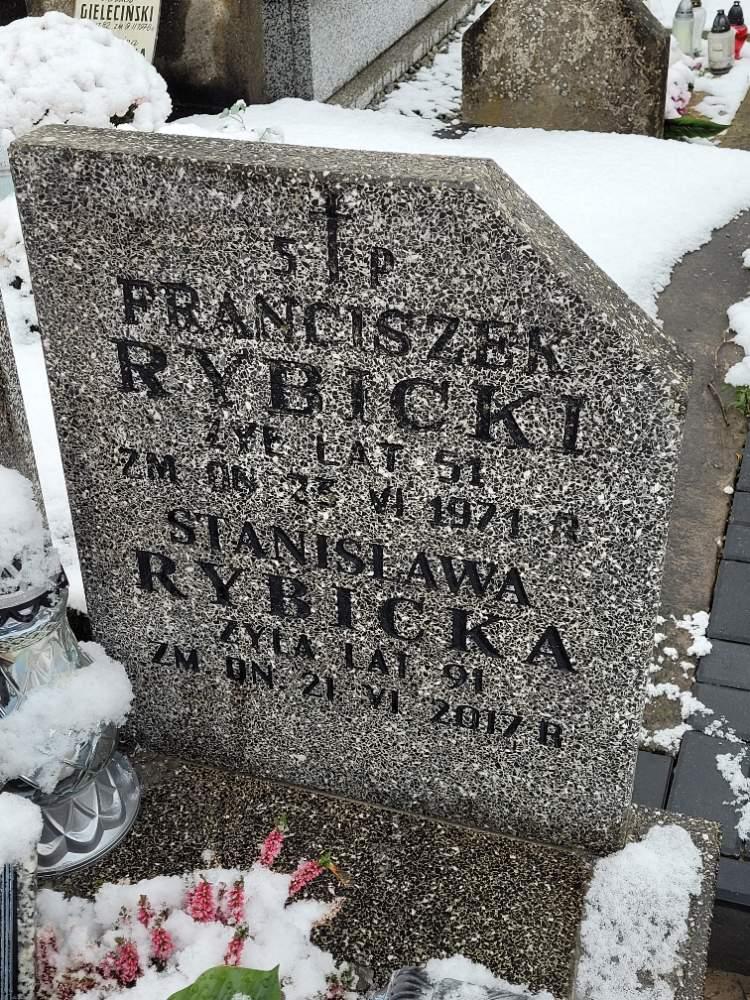 GIELECIŃSKI
Ś P
FRANCISZEK
RYBICKI
ŻYŁ LAT 51
ZM DN 23 VI 1971 R
STANISŁAWA
RYBICKA
ŻYŁA LAT 91
ZM DN 21 VI 2017 R